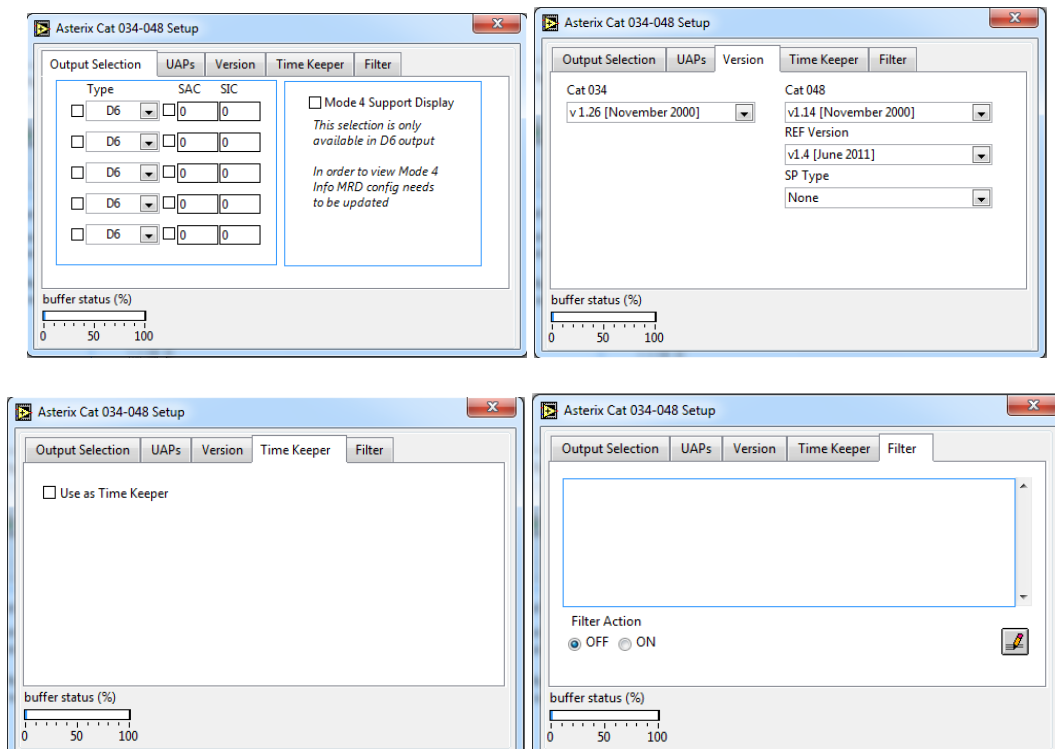 Asterix Cat 034-048 Setup
Output Selection UAPs Version Time Keeper Filter
Type SAC SIC
D6 0 0
D6 0 0
D6 0 0
D6 0 0
D6 0 0
Mode 4 Support Display
This selection is only
available in D6 output
In order to view Mode 4
Info MRD config needs
to be updated
buffer status (%)
0 50 100
Asterix Cat 034-048 Setup
Output Selection UAPs Version Time Keeper Filter
Cat 034
v 1.26 [November 2000]
Cat 048
v1.14 [November 2000]
REF Version
v1.4 [June 2011]
SP Type
None
buffer status (%)
0 50 100
Asterix Cat 034-048 Setup
Output Selection UAPs Version Time Keeper Filter
Use as Time Keeper
buffer status (%)
0 50 100
Asterix Cat 034-048 Setup
Output Selection UAPs Version Time Keeper Filter
Filter Action
OFF ON
buffer status (%)
0 50 100